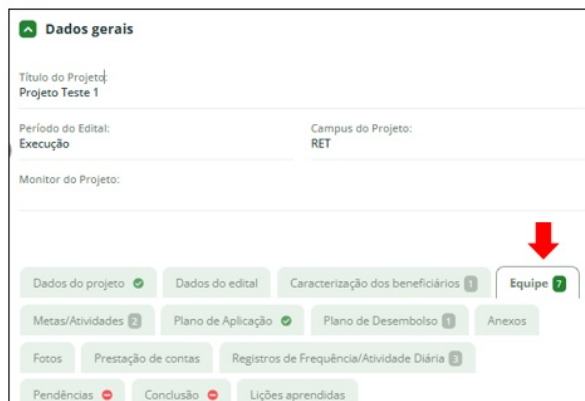 Dados gerais
Título do Projeto:
Projeto Teste 1
Período do Edital: Campus do Projeto:
Execução RET
Monitor do Projeto:
Dados do projeto Dados do edital Caracterização dos beneficiários 1 Equipe 7
Metas/Atividades 2 Plano de Aplicação Plano de Desembolso 1 Anexos
Fotos Prestação de contas Registros de Frequência/Atividade Diária 3
Pendências Conclusão Lições aprendidas